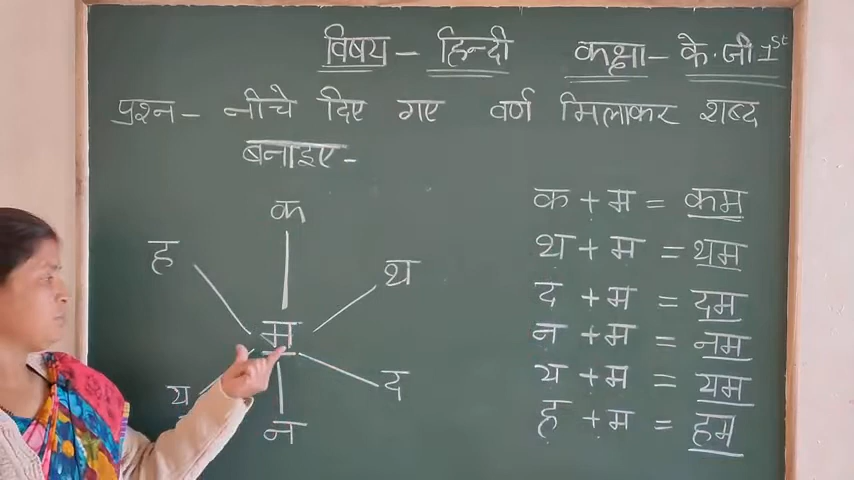 विषय - हिन्दी कक्षा - के.जी 1st
प्रश्न - नीचे दिए गए वर्ण मिलाकर शब्द
बनाइए -
क
ह
थ
म
य
द
न
क + म = कम
थ + म = थम
द + म = दम
न + म = नम
य + म = यम
ह + म = हम